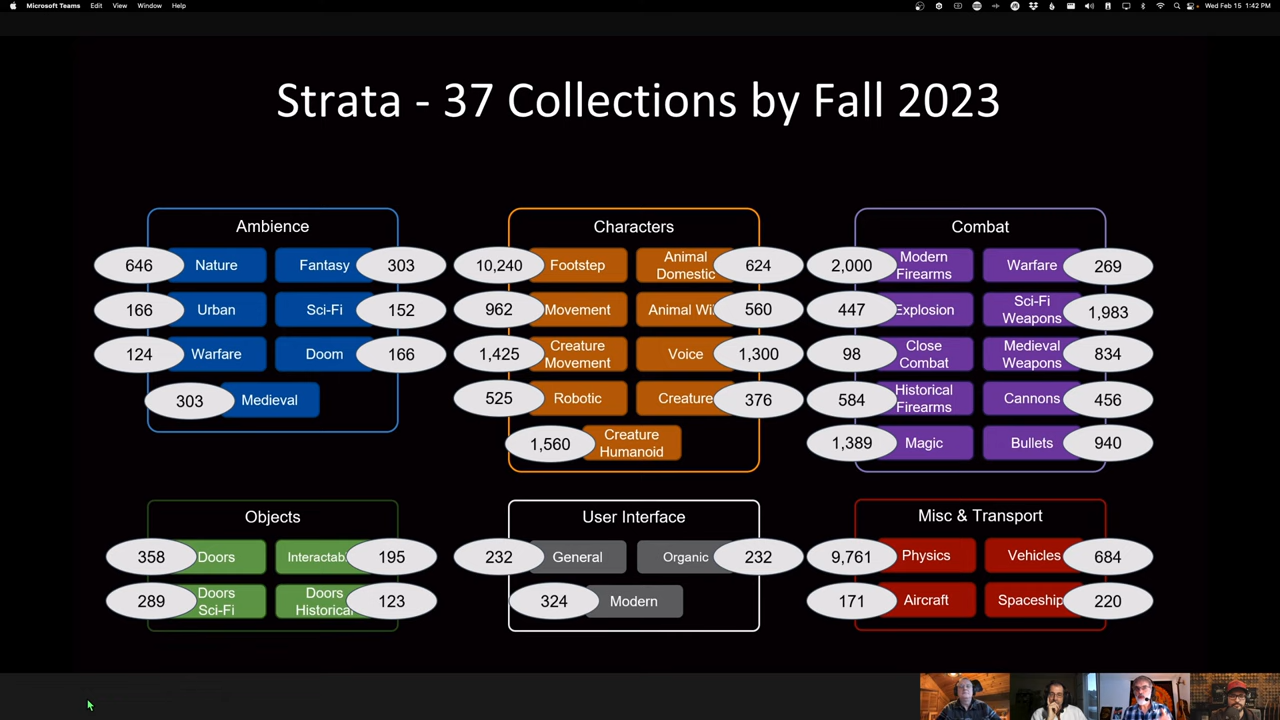 Microsoft Teams Edit View Window Help
Wed Feb 15 1:42 PM
Strata - 37 Collections by Fall 2023
Ambience
646 Nature Fantasy 303
166 Urban Sci-Fi 152
124 Warfare Doom 166
303 Medieval
Characters
10,240 Footstep Animal Domestic 624
962 Movement Animal Wi 560
1,425 Creature Movement Voice 1,300
525 Robotic Creature 376
1,560 Creature Humanoid
Combat
2,000 Modern Firearms Warfare 269
447 Explosion Sci-Fi Weapons 1,983
98 Close Combat Medieval Weapons 834
584 Historical Firearms Cannons 456
1,389 Magic Bullets 940
Objects
358 Doors Interactab 195
289 Doors Sci-Fi Doors Historical 123
User Interface
232 General Organic 232
324 Modern
Misc & Transport
9,761 Physics Vehicles 684
171 Aircraft Spaceship 220